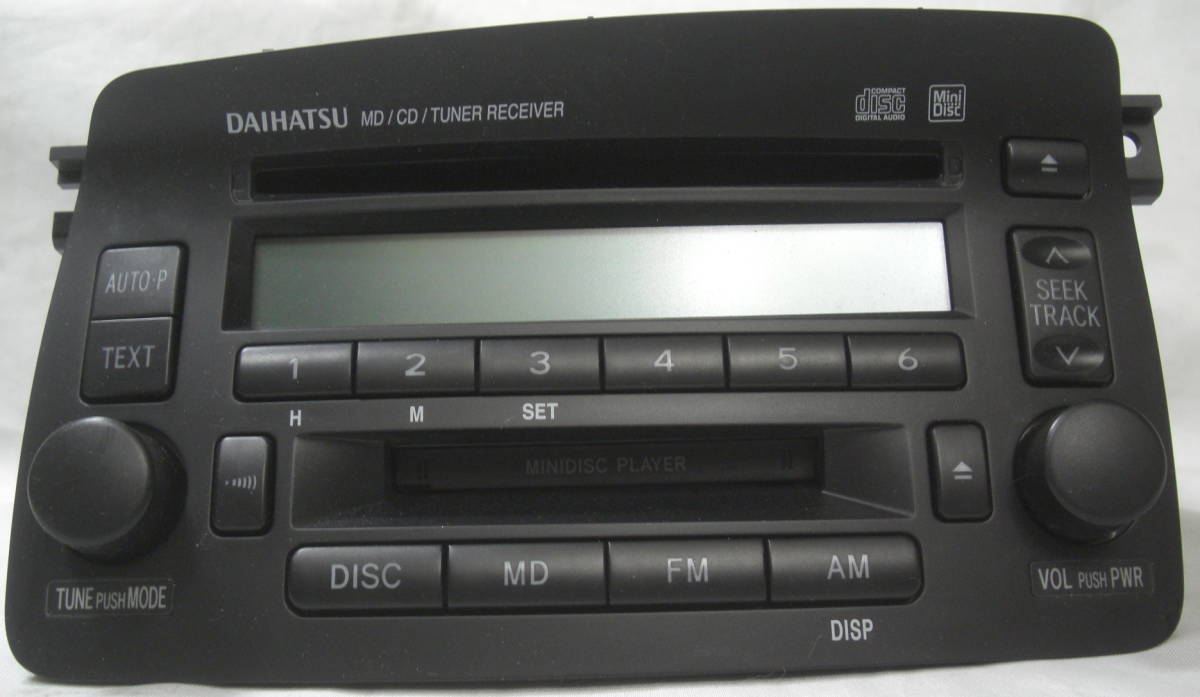 DAIHATSU MD / CD / TUNER RECEIVER
COMPACT
disc
DIGITAL AUDIO
Mini
Disc
AUTO·P
TEXT
SEEK
TRACK
1 2 3 4 5 6
H M SET
MINIDISC PLAYER
DISC MD FM AM
DISP
TUNE PUSH MODE
VOL PUSH PWR